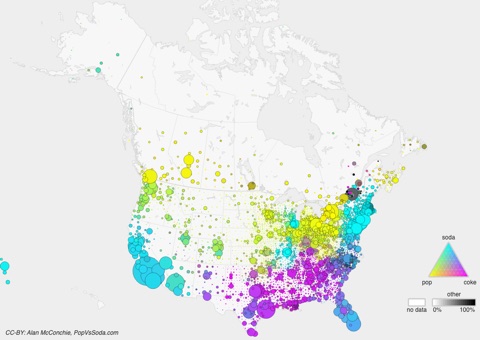 soda
pop
coke
other
no data
0%
100%
CC-BY: Alan McConchie, PopVsSoda.com